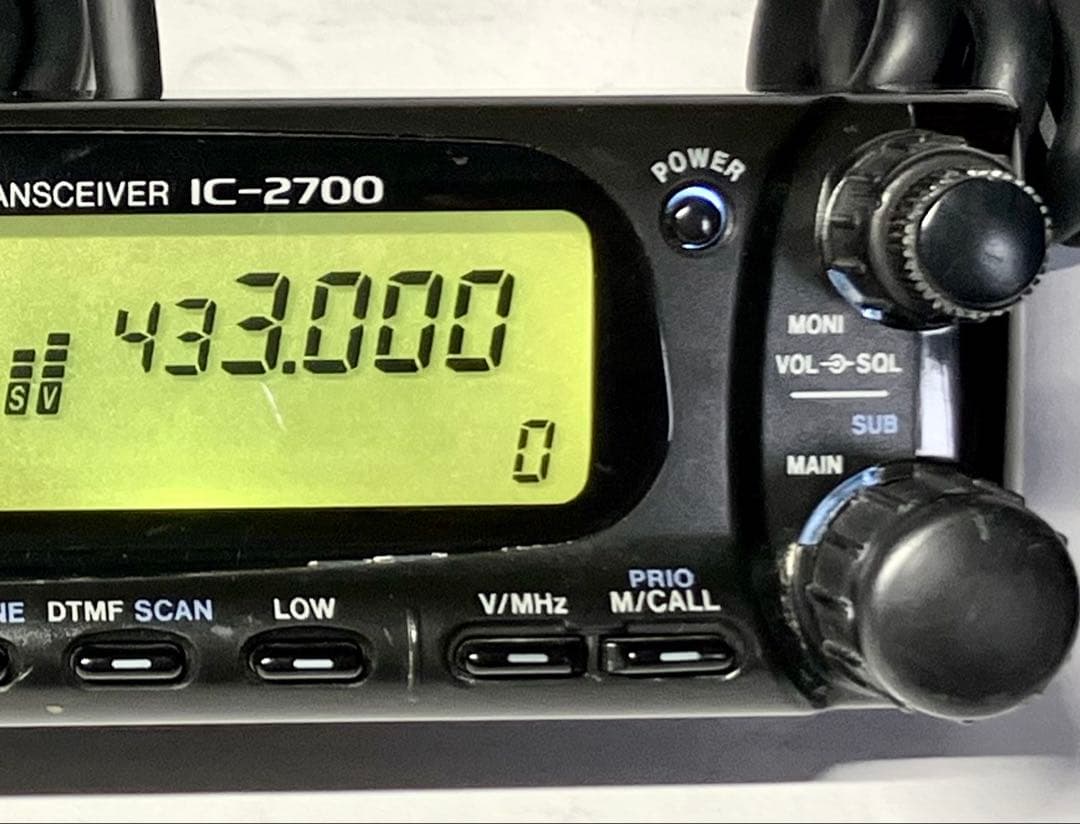 ANSCEIVER IC-2700
POWER
433.000
S V
0
MONI
VOL SQL
SUB
MAIN
NE DTMF SCAN LOW V/MHz
PRIO
M/CALL